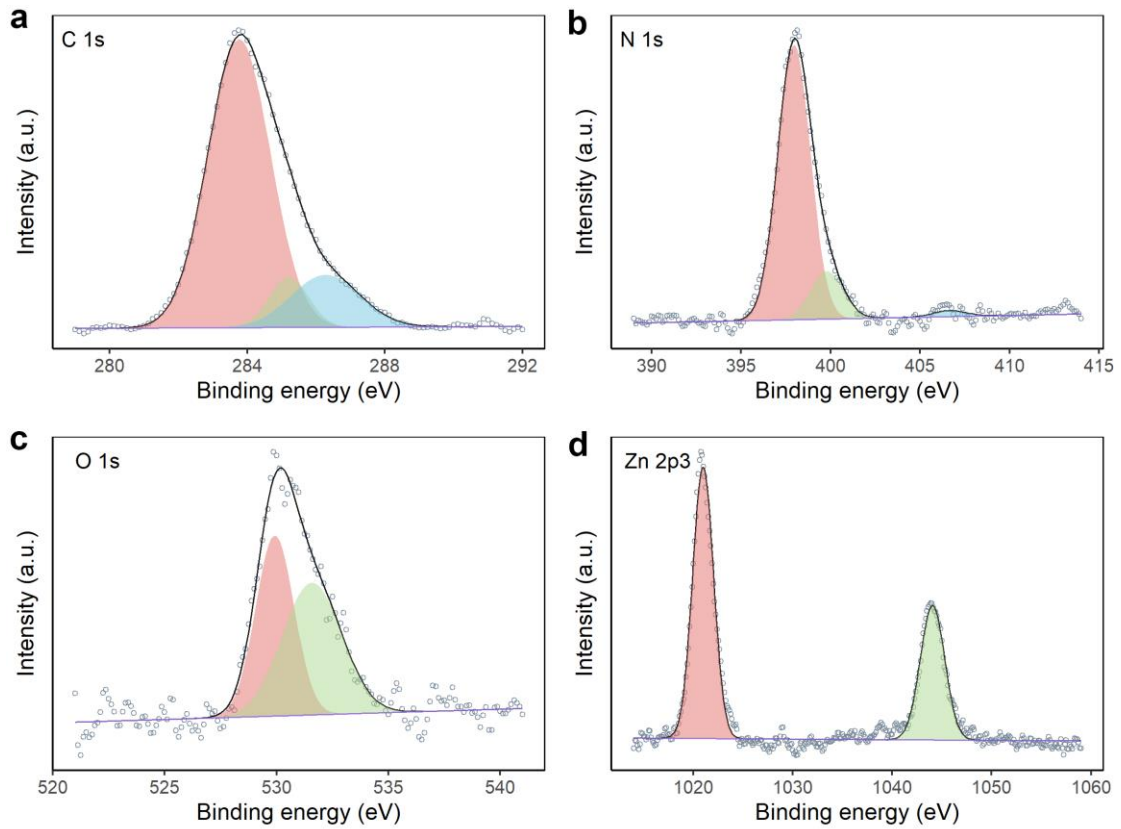 a
C 1s
Intensity (a.u.)
280 284 288 292
Binding energy (eV)
b
N 1s
Intensity (a.u.)
390 395 400 405 410 415
Binding energy (eV)
c
O 1s
Intensity (a.u.)
520 525 530 535 540
Binding energy (eV)
d
Zn 2p3
Intensity (a.u.)
1020 1030 1040 1050 1060
Binding energy (eV)